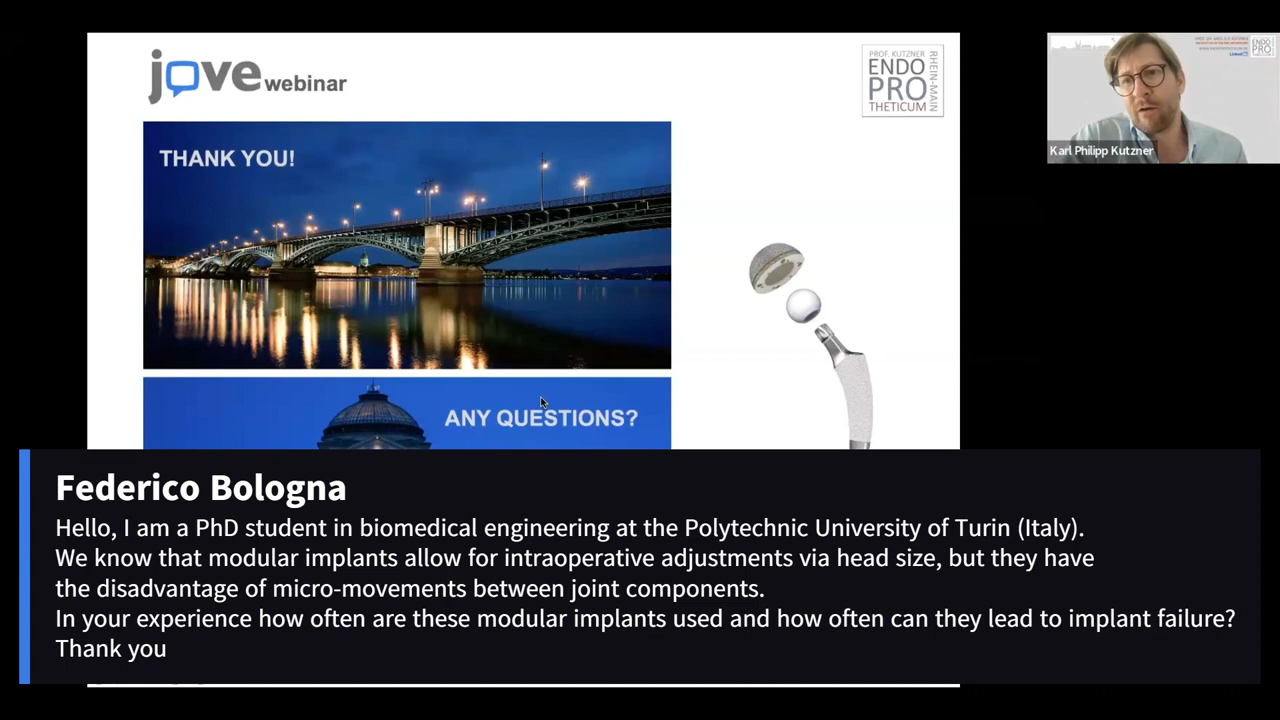 jove webinar
PROF. KUTZNER
ENDO
PRO
THETICUM
RHEIN-MAIN
THANK YOU!
ANY QUESTIONS?
ENDO
PRO
Karl Philipp Kutzner
Federico Bologna
Hello, I am a PhD student in biomedical engineering at the Polytechnic University of Turin (Italy).
We know that modular implants allow for intraoperative adjustments via head size, but they have
the disadvantage of micro-movements between joint components.
In your experience how often are these modular implants used and how often can they lead to implant failure?
Thank you